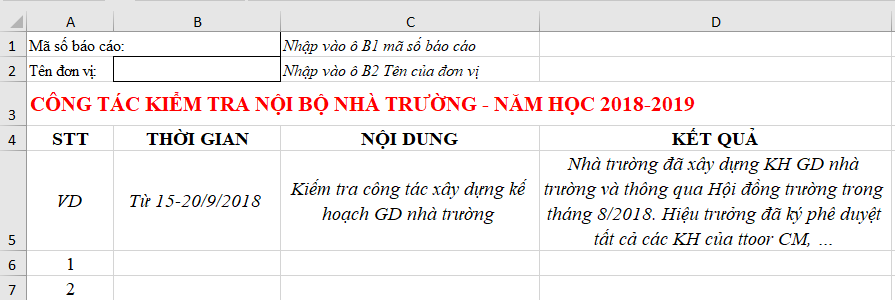 A B C D
1 Mã số báo cáo: Nhập vào ô B1 mã số báo cáo
2 Tên đơn vị: Nhập vào ô B2 Tên của đơn vị
3 CÔNG TÁC KIỂM TRA NỘI BỘ NHÀ TRƯỜNG - NĂM HỌC 2018-2019
4 STT THỜI GIAN NỘI DUNG KẾT QUẢ
Nhà trường đã xây dựng KH GD nhà
Kiểm tra công tác xây dựng kế trường và thông qua Hội đồng trường trong
VD Từ 15-20/9/2018
hoạch GD nhà trường tháng 8/2018. Hiệu trưởng đã ký phê duyệt
5 tất cả các KH của ttoor CM, ...
6 1
7 2